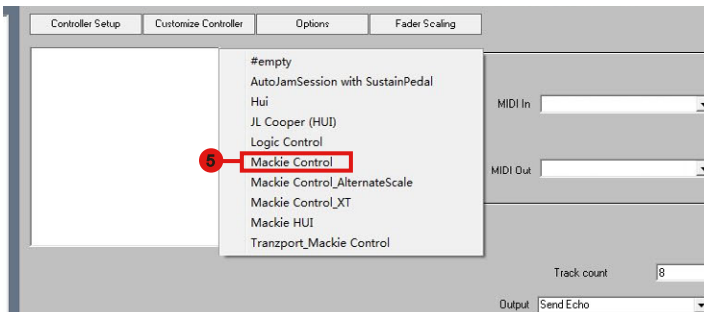 Controller Setup
Customize Controller
Options
Fader Scaling
#empty
AutoJamSession with SustainPedal
Hui
JL Cooper (HUI)
Logic Control
5
Mackie Control
Mackie Control_AlternateScale
Mackie Control_XT
Mackie HUI
Tranzport_Mackie Control
MIDI In
MIDI Out
Track count
8
Output
Send Echo